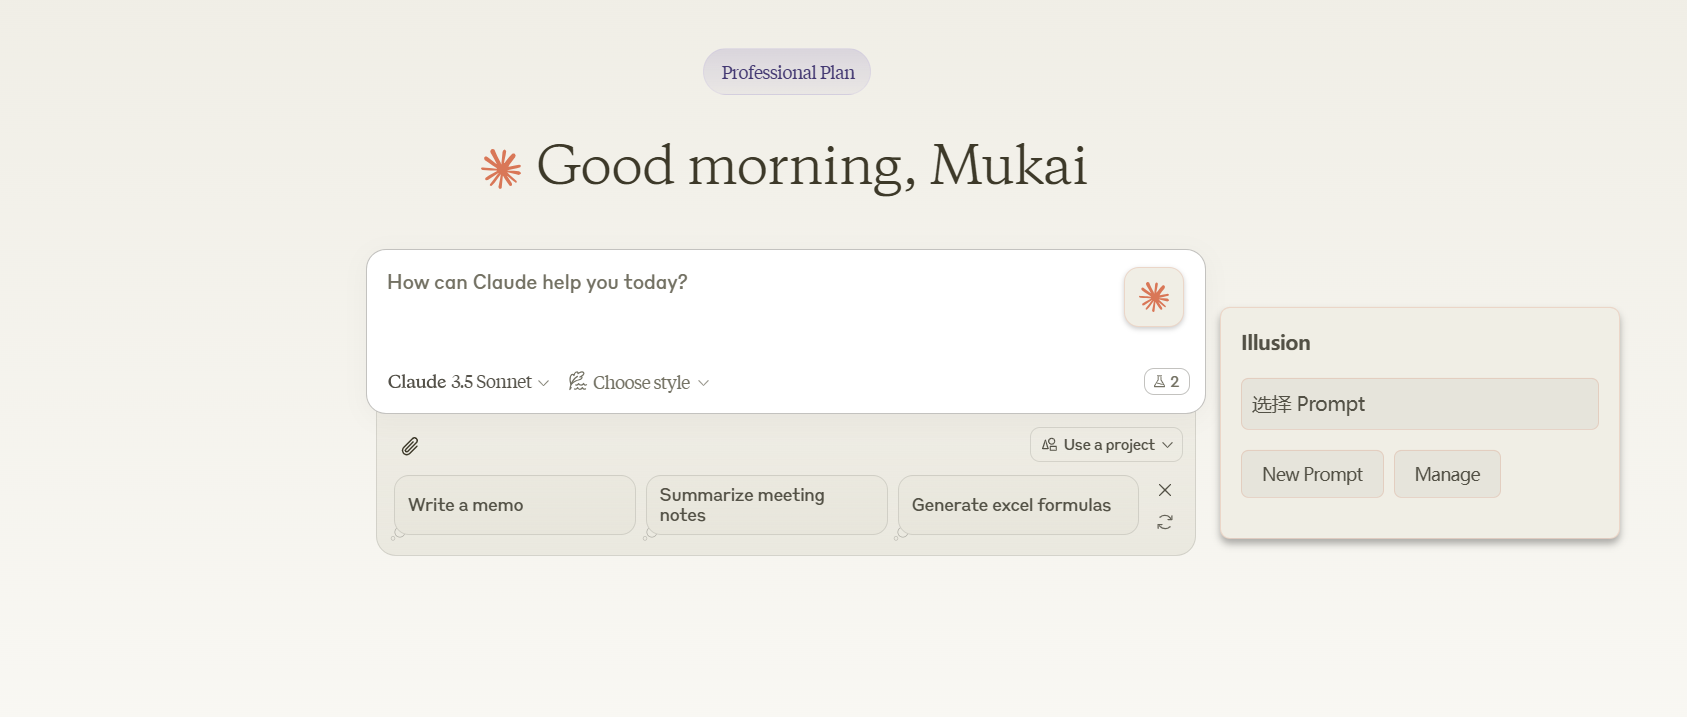 Professional Plan
Good morning, Mukai
How can Claude help you today?
Claude 3.5 Sonnet
Choose style
2
Use a project
Write a memo
Summarize meeting
notes
Generate excel formulas
Illusion
选择 Prompt
New Prompt
Manage